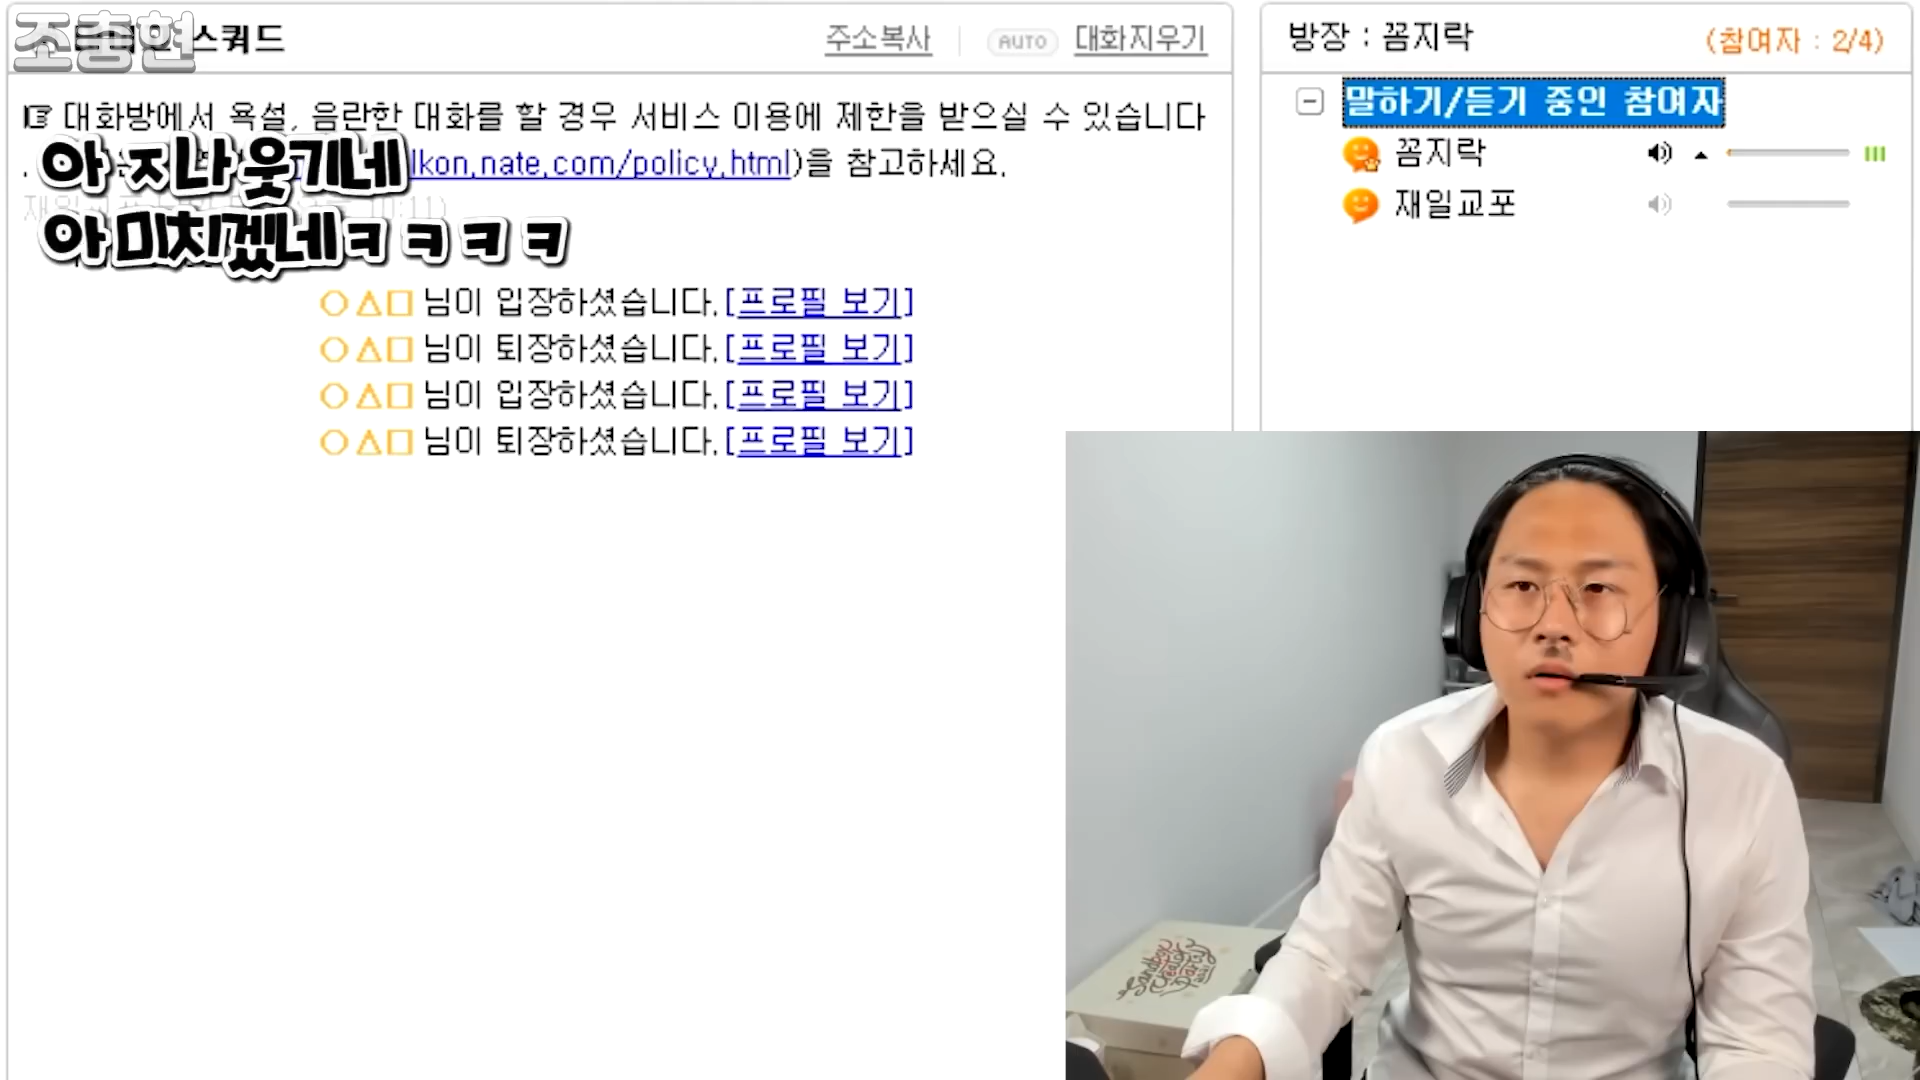 조충현
스쿼드
주소복사
AUTO
대화지우기
☞ 대화방에서 욕설, 음란한 대화를 할 경우 서비스 이용에 제한을 받으실 수 있습니다
lkon.nate.com/policy.html)을 참고하세요.
아 지나 웃기네
아 미치겠네ㅋㅋㅋㅋ
○△□ 님이 입장하셨습니다.[프로필 보기]
○△□ 님이 퇴장하셨습니다.[프로필 보기]
○△□ 님이 입장하셨습니다.[프로필 보기]
○△□ 님이 퇴장하셨습니다.[프로필 보기]
방장 : 꼼지락
(참여자 : 2/4)
말하기/듣기 중인 참여자
꼼지락
재일교포
Sandbox
Creator
Party